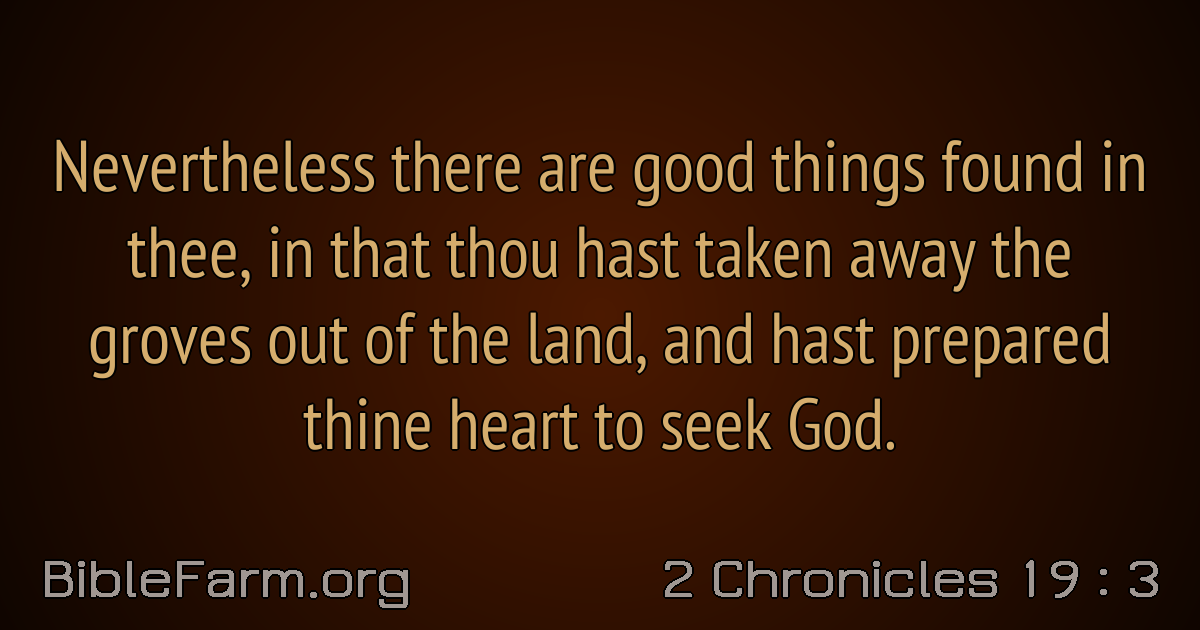 Nevertheless there are good things found in
thee, in that thou hast taken away the
groves out of the land, and hast prepared
thine heart to seek God.
BibleFarm.org
2 Chronicles 19 : 3